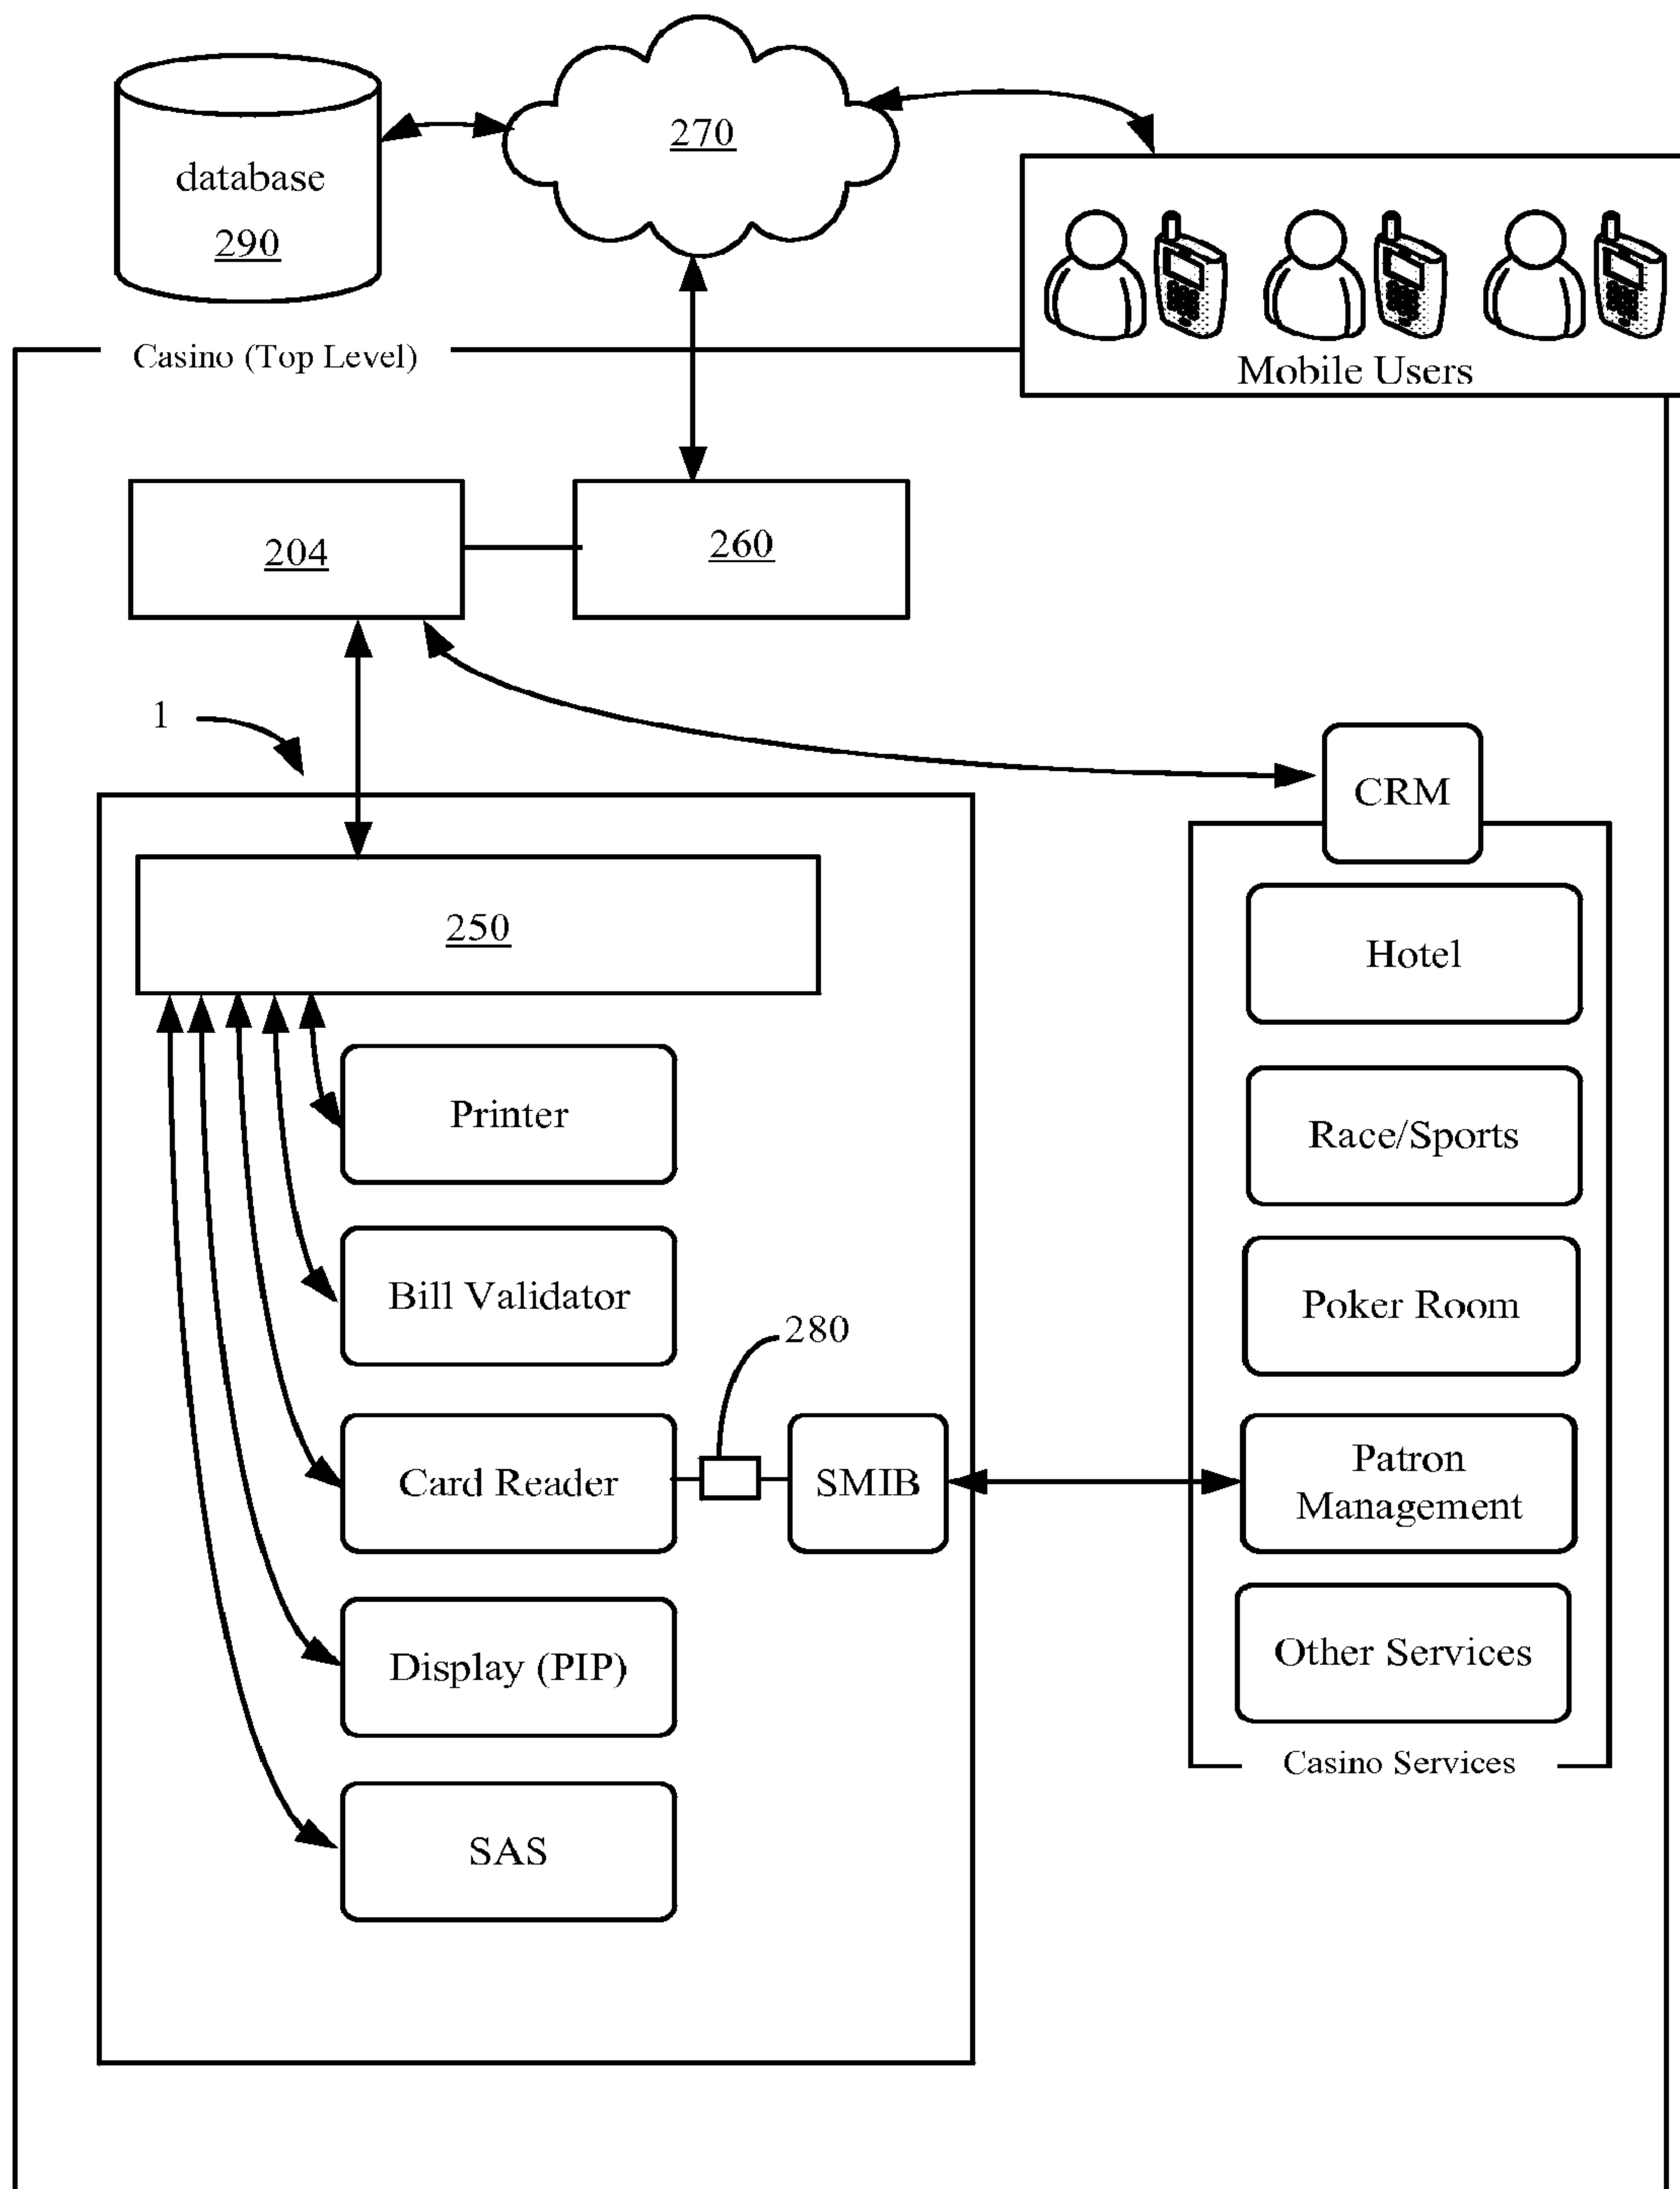 270
database
290
Casino (Top Level)
Mobile Users
204
260
1
CRM
250
Hotel
Printer
Race/Sports
Bill Validator
Poker Room
280
Card Reader
SMIB
Patron
Management
Display (PIP)
Other Services
Casino Services
SAS